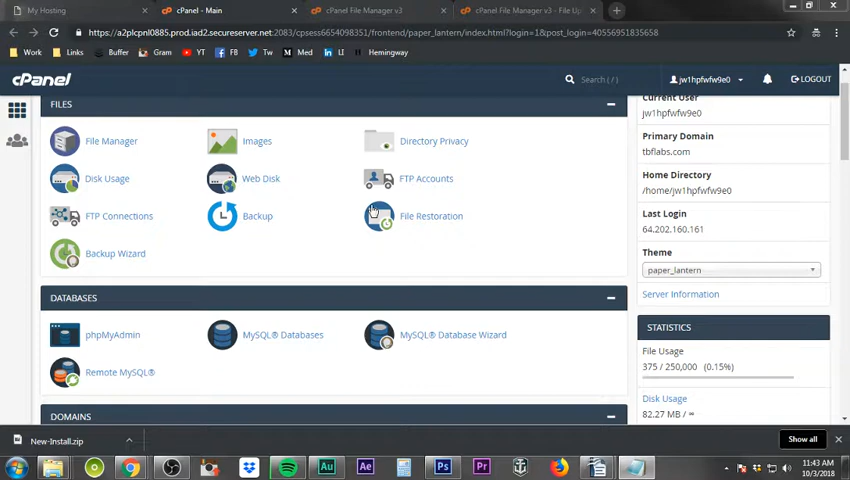 My Hosting
cPanel - Main
cPanel File Manager v3
cPanel File Manager v3 - File Up
https://a2plcpnl0885.prod.iad2.secureserver.net:2083/cpsess6654098351/frontend/paper_lantern/index.html?login=1&post_login=40556951835658
Work
Links
Buffer
Gram
YT
FB
Tw
Med
in
LI
Hemingway
cPanel
Search ( / )
jw1hpfwfw9e0
LOGOUT
FILES
File Manager
Images
Directory Privacy
Disk Usage
Web Disk
FTP Accounts
FTP Connections
Backup
File Restoration
Backup Wizard
DATABASES
phpMyAdmin
MySQL® Databases
MySQL® Database Wizard
Remote MySQL®
DOMAINS
Current User
jw1hpfwfw9e0
Primary Domain
tbflabs.com
Home Directory
/home/jw1hpfwfw9e0
Last Login
64.202.160.161
Theme
paper_lantern
Server Information
STATISTICS
File Usage
375 / 250,000 (0.15%)
Disk Usage
82.27 MB / ∞
New-Install.zip
Show all
Au
Ae
Ps
Pr
11:43 AM
10/3/2018